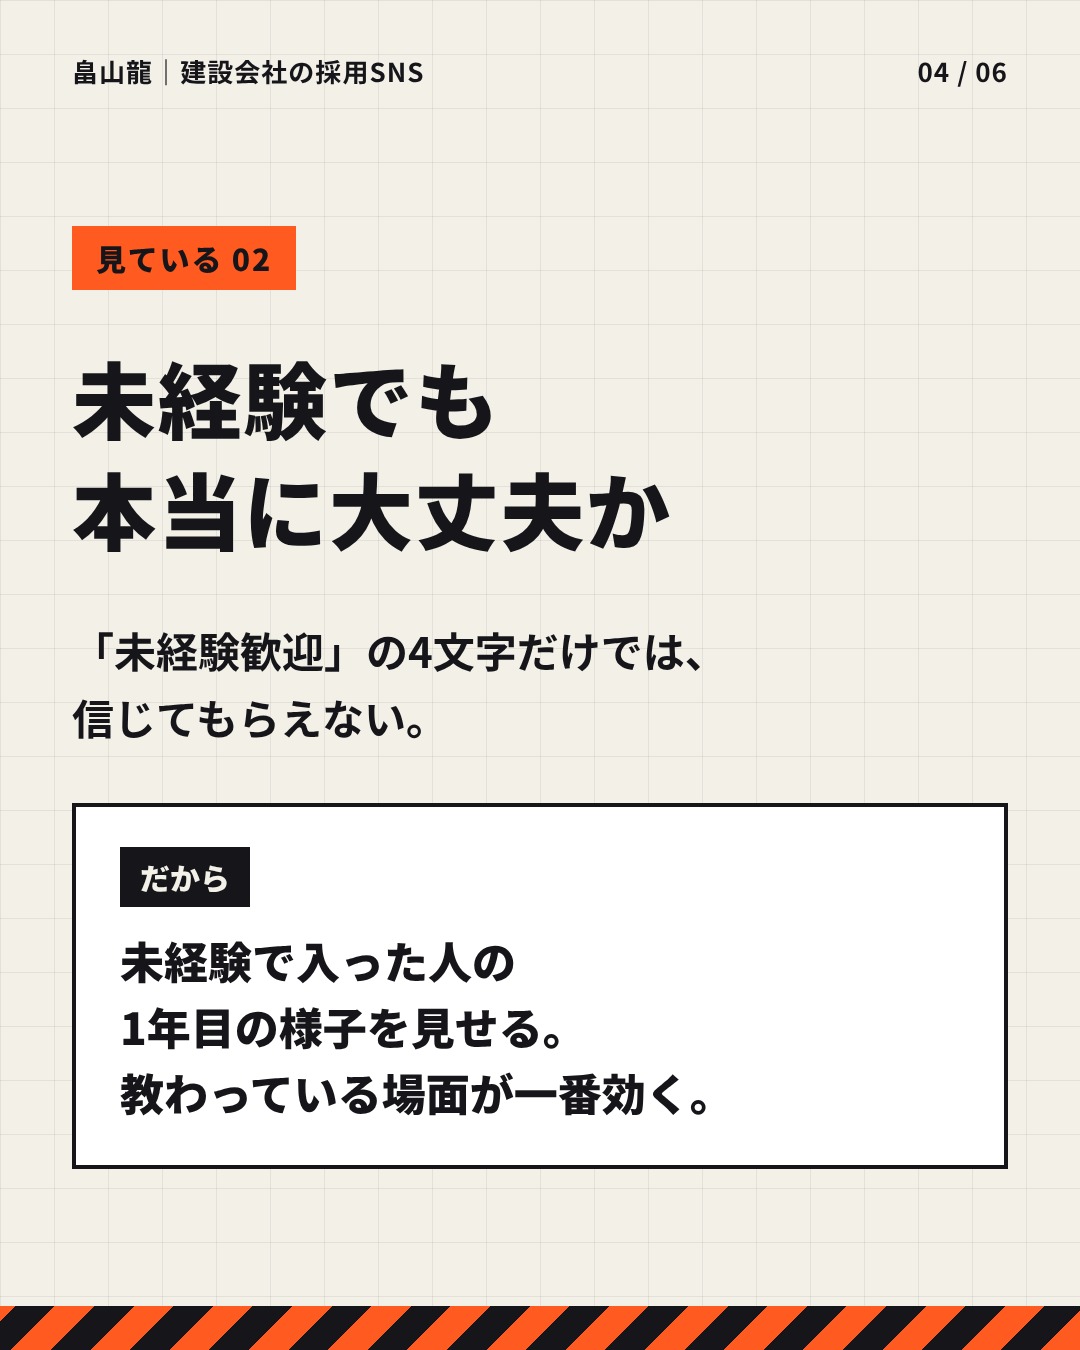 畠山龍｜建設会社の採用SNS
04 / 06
見ている 02
未経験でも
本当に大丈夫か
「未経験歓迎」の4文字だけでは、
信じてもらえない。
だから
未経験で入った人の
1年目の様子を見せる。
教わっている場面が一番効く。